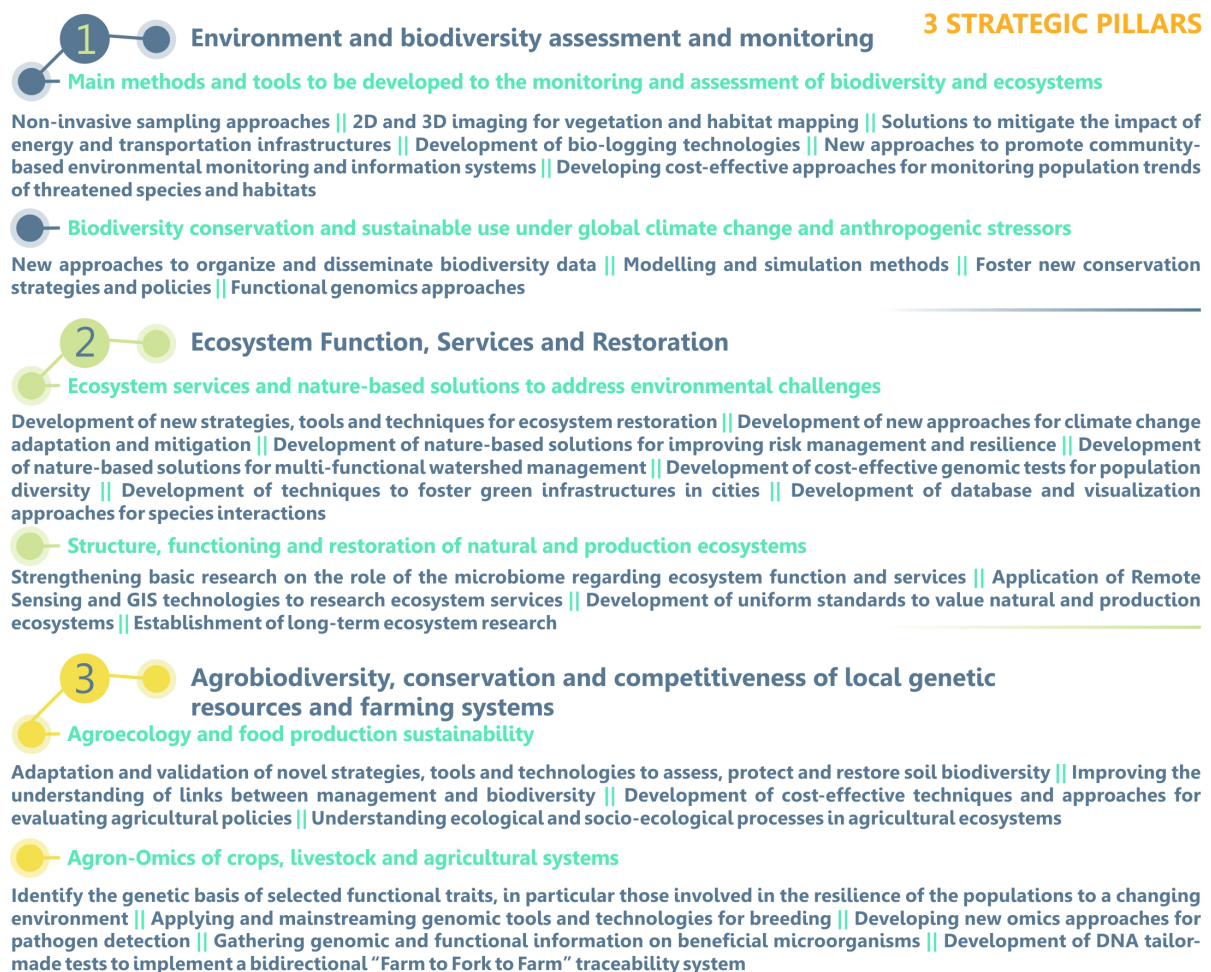 3 STRATEGIC PILLARS
1
Environment and biodiversity assessment and monitoring
Main methods and tools to be developed to the monitoring and assessment of biodiversity and ecosystems
Non-invasive sampling approaches || 2D and 3D imaging for vegetation and habitat mapping || Solutions to mitigate the impact of
energy and transportation infrastructures || Development of bio-logging technologies || New approaches to promote community-
based environmental monitoring and information systems || Developing cost-effective approaches for monitoring population trends
of threatened species and habitats
Biodiversity conservation and sustainable use under global climate change and anthropogenic stressors
New approaches to organize and disseminate biodiversity data || Modelling and simulation methods || Foster new conservation
strategies and policies || Functional genomics approaches
2
Ecosystem Function, Services and Restoration
Ecosystem services and nature-based solutions to address environmental challenges
Development of new strategies, tools and techniques for ecosystem restoration || Development of new approaches for climate change
adaptation and mitigation || Development of nature-based solutions for improving risk management and resilience || Development
of nature-based solutions for multi-functional watershed management || Development of cost-effective genomic tests for population
diversity || Development of techniques to foster green infrastructures in cities || Development of database and visualization
approaches for species interactions
Structure, functioning and restoration of natural and production ecosystems
Strengthening basic research on the role of the microbiome regarding ecosystem function and services || Application of Remote
Sensing and GIS technologies to research ecosystem services || Development of uniform standards to value natural and production
ecosystems || Establishment of long-term ecosystem research
3
Agrobiodiversity, conservation and competitiveness of local genetic
resources and farming systems
Agroecology and food production sustainability
Adaptation and validation of novel strategies, tools and technologies to assess, protect and restore soil biodiversity || Improving the
understanding of links between management and biodiversity || Development of cost-effective techniques and approaches for
evaluating agricultural policies || Understanding ecological and socio-ecological processes in agricultural ecosystems
Agron-Omics of crops, livestock and agricultural systems
Identify the genetic basis of selected functional traits, in particular those involved in the resilience of the populations to a changing
environment || Applying and mainstreaming genomic tools and technologies for breeding || Developing new omics approaches for
pathogen detection || Gathering genomic and functional information on beneficial microorganisms || Development of DNA tailor-
made tests to implement a bidirectional “Farm to Fork to Farm” traceability system